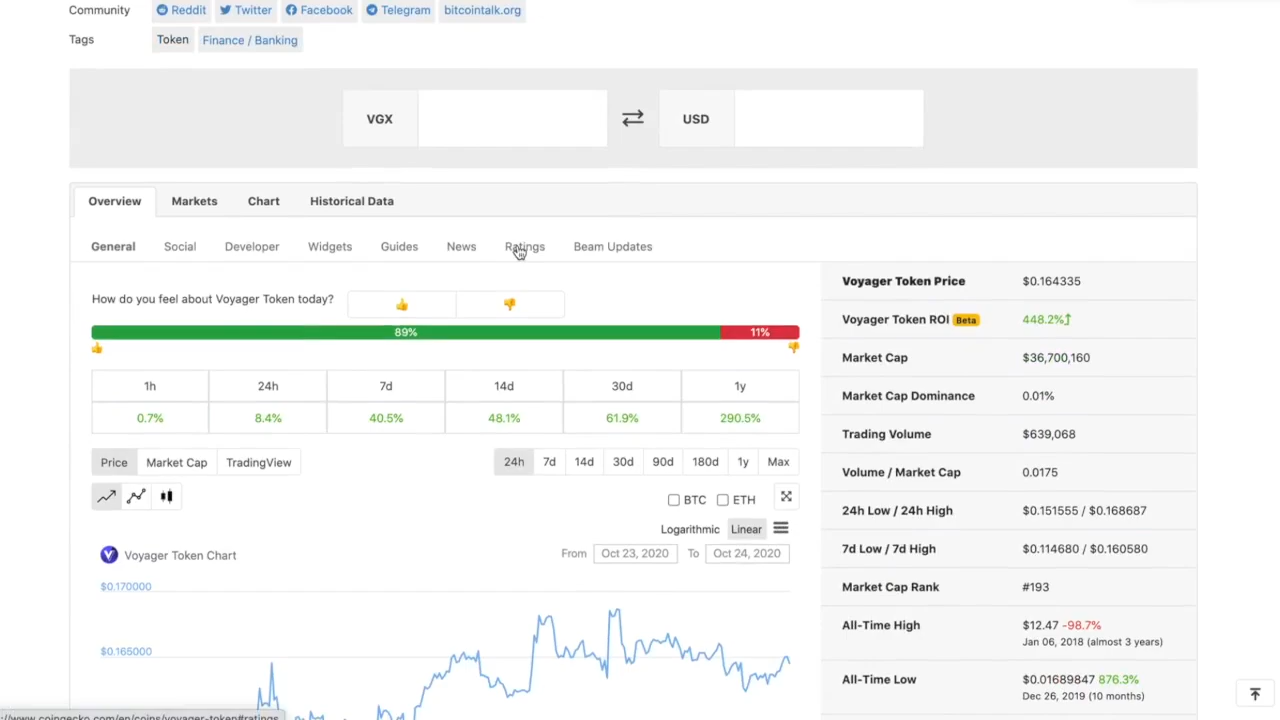 Community Reddit Twitter Facebook Telegram bitcointalk.org
Tags Token Finance / Banking
VGX USD
Overview Markets Chart Historical Data
General Social Developer Widgets Guides News Ratings Beam Updates
How do you feel about Voyager Token today?
89% 11%
1h 24h 7d 14d 30d 1y
0.7% 8.4% 40.5% 48.1% 61.9% 290.5%
Price Market Cap TradingView 24h 7d 14d 30d 90d 180d 1y Max
BTC ETH
Logarithmic Linear
Voyager Token Chart From Oct 23, 2020 To Oct 24, 2020
$0.170000
$0.165000
Voyager Token Price $0.164335
Voyager Token ROI Beta 448.2%
Market Cap $36,700,160
Market Cap Dominance 0.01%
Trading Volume $639,068
Volume / Market Cap 0.0175
24h Low / 24h High $0.151555 / $0.168687
7d Low / 7d High $0.114680 / $0.160580
Market Cap Rank #193
All-Time High $12.47 -98.7%
Jan 06, 2018 (almost 3 years)
All-Time Low $0.01689847 876.3%
Dec 26, 2019 (10 months)
://www.coingecko.com/en/coins/voyager-token#ratings